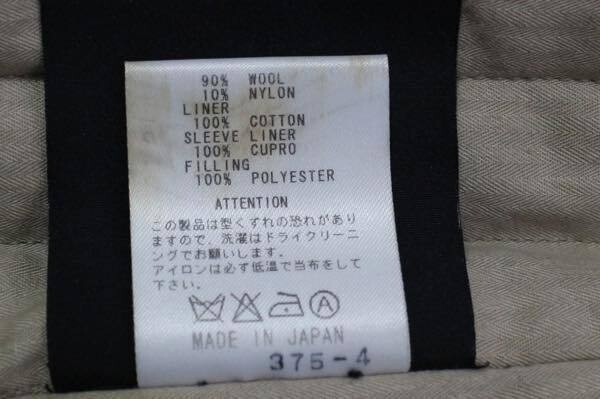 90% WOOL
10% NYLON
LINER
100% COTTON
SLEEVE LINER
100% CUPRO
FILLING
100% POLYESTER
ATTENTION
この製品は型くずれの恐れがあり
ますので、洗濯はドライクリーニ
ングでお願いします。
アイロンは必ず低温で当布をして
下さい。
A
MADE IN JAPAN
375-4